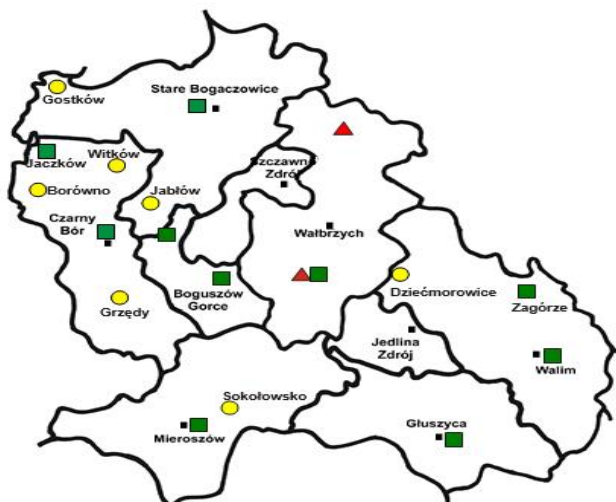 Gostków
Stare Bogaczowice
Jaczków
Witków
Szczawno
Zdrój
Borówno
Jabłów
Czarny
Bór
Wałbrzych
Boguszów
Gorce
Dziećmorowice
Zagórze
Grzędy
Jedlina
Zdrój
Walim
Sokołowsko
Mieroszów
Głuszyca